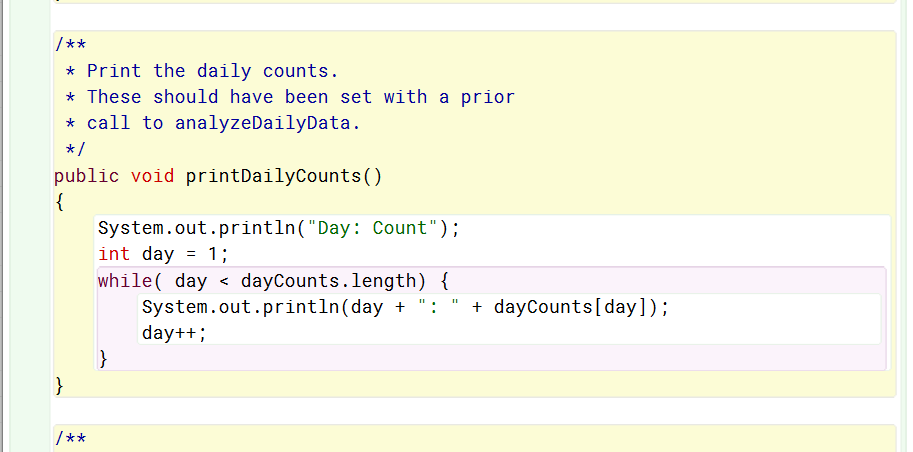 /**
 * Print the daily counts.
 * These should have been set with a prior
 * call to analyzeDailyData.
 */
public void printDailyCounts()
{
    System.out.println("Day: Count");
    int day = 1;
    while( day < dayCounts.length) {
        System.out.println(day + ": " + dayCounts[day]);
        day++;
    }
}
/**